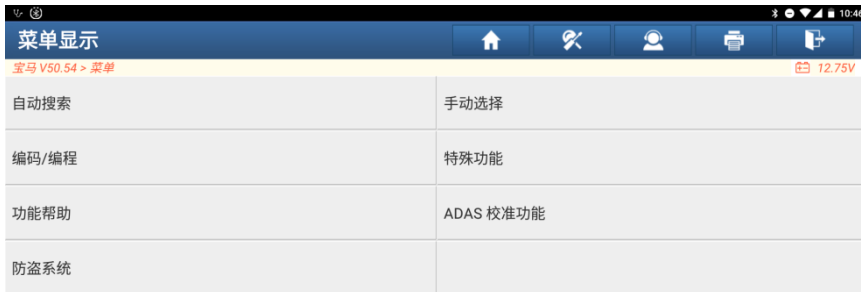 10:46
菜单显示
宝马 V50.54 > 菜单
12.75V
自动搜索
手动选择
编码/编程
特殊功能
功能帮助
ADAS 校准功能
防盗系统